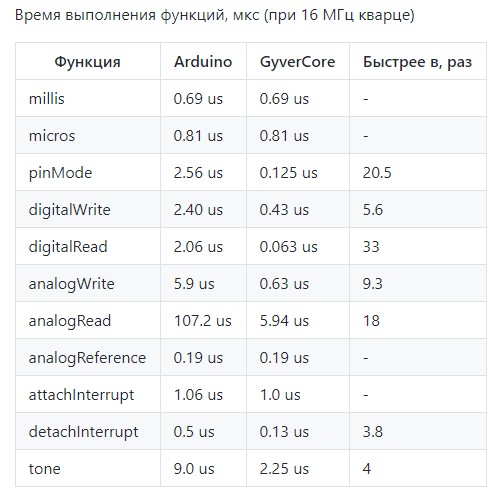 Время выполнения функций, мкс (при 16 МГц кварце)
Функция Arduino GyverCore Быстрее в, раз
millis 0.69 us 0.69 us -
micros 0.81 us 0.81 us -
pinMode 2.56 us 0.125 us 20.5
digitalWrite 2.40 us 0.43 us 5.6
digitalRead 2.06 us 0.063 us 33
analogWrite 5.9 us 0.63 us 9.3
analogRead 107.2 us 5.94 us 18
analogReference 0.19 us 0.19 us -
attachInterrupt 1.06 us 1.0 us -
detachInterrupt 0.5 us 0.13 us 3.8
tone 9.0 us 2.25 us 4